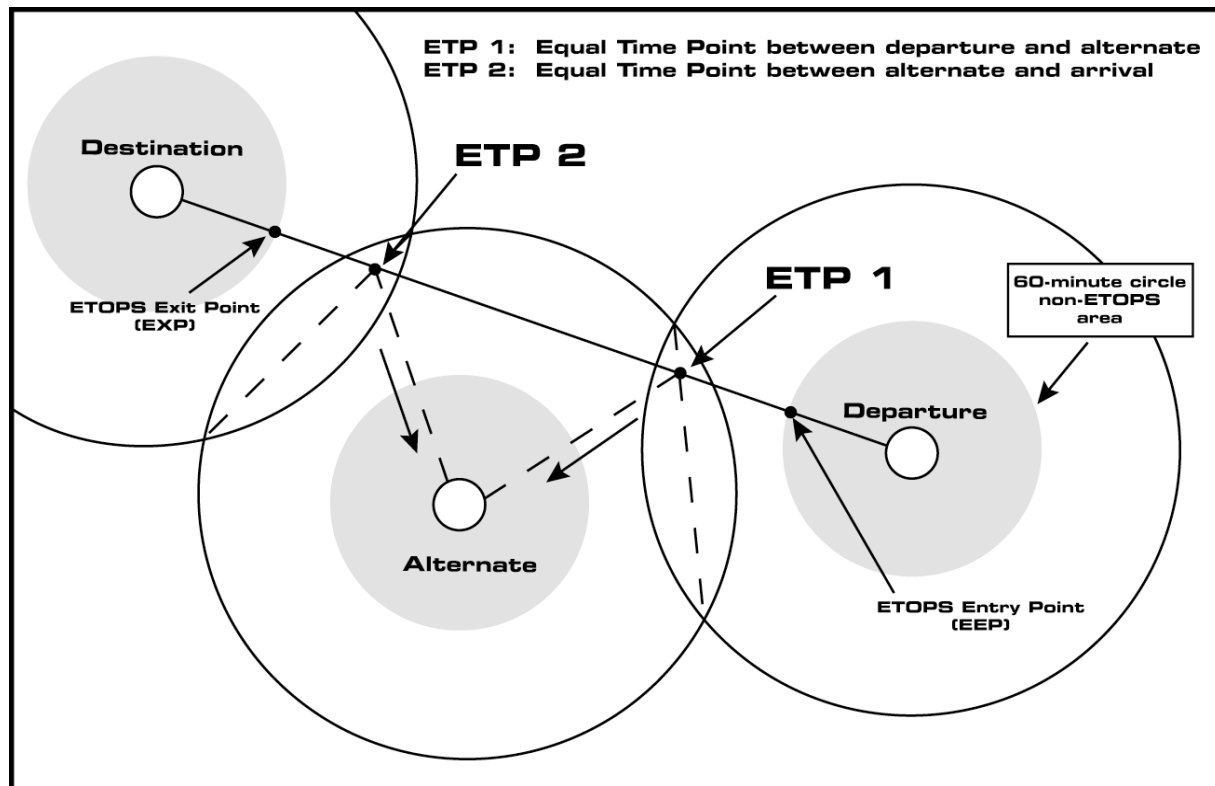 ETP 1: Equal Time Point between departure and alternate
ETP 2: Equal Time Point between alternate and arrival
Destination
ETP 2
ETOPS Exit Point
(EXP)
ETP 1
60-minute circle
non-ETOPS
area
Departure
Alternate
ETOPS Entry Point
(EEP)